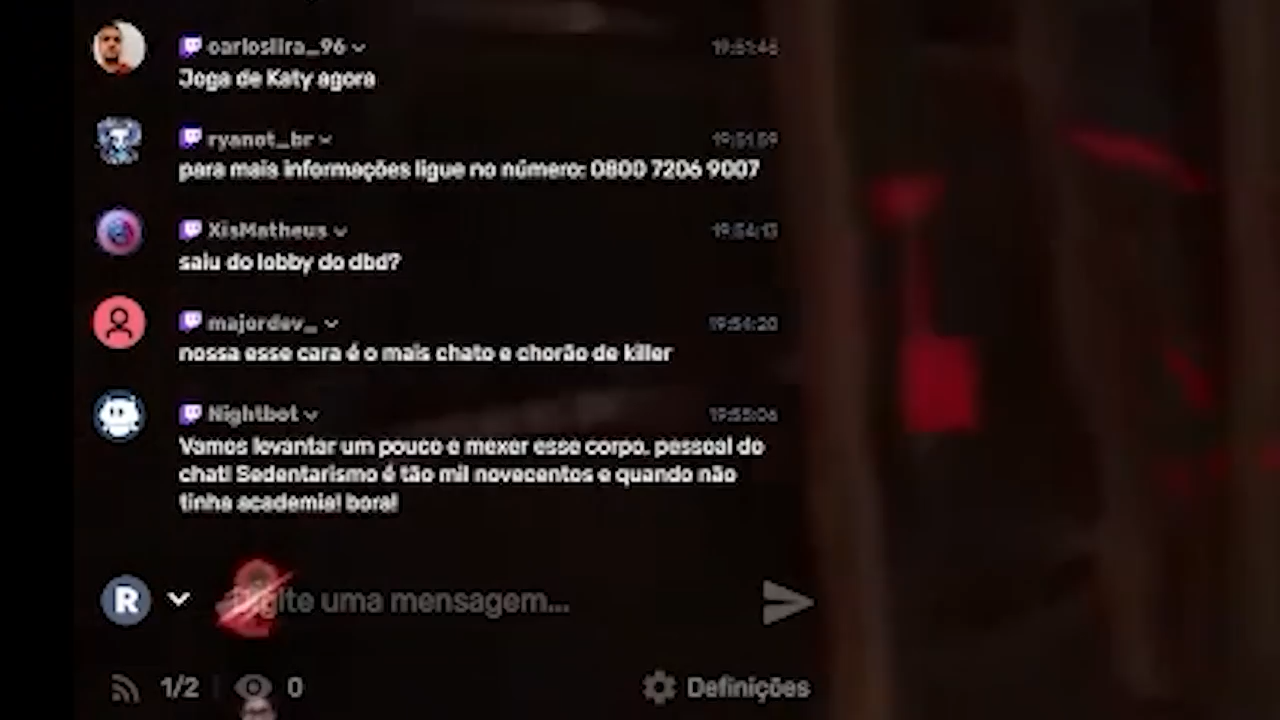 carloslira_96
19:51:46
Joga de Katy agora
ryanot_br
19:51:59
para mais informações ligue no número: 0800 7206 9007
XisMatheus
19:54:13
saiu do lobby do dbd?
majordev_
19:54:20
nossa esse cara é o mais chato e chorão de killer
Nightbot
19:55:06
Vamos levantar um pouco e mexer esse corpo, pessoal do
chat! Sedentarismo é tão mil novecentos e quando não
tinha academia! bora!
R
Digite uma mensagem...
1/2
0
Definições